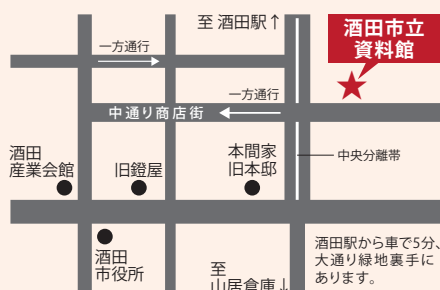 至 酒田駅↑
酒田市立
資料館
一方通行
一方通行
中通り商店街
酒田
産業会館
旧鐙屋
本間家
旧本邸
中央分離帯
酒田
市役所
至
山居倉庫↓
酒田駅から車で5分、
大通り緑地裏手に
あります。